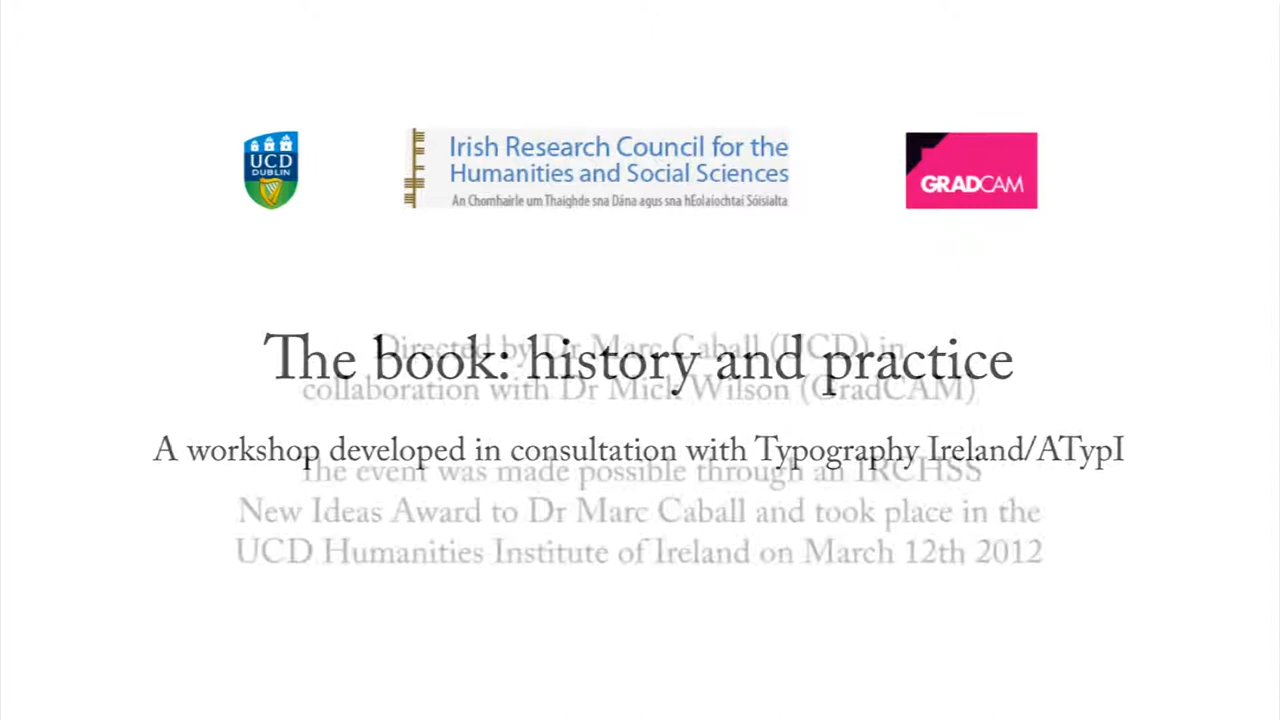 UCD
DUBLIN
Irish Research Council for the
Humanities and Social Sciences
An Chomhairle um Thaighde sna Dána agus sna hEolaíochtaí Sóisialta
GRADCAM
The book: history and practice
Directed by Dr Marc Caball (UCD) in
collaboration with Dr Mick Wilson (GradCAM)
A workshop developed in consultation with Typography Ireland/ATypI
The event was made possible through an IRCHSS
New Ideas Award to Dr Marc Caball and took place in the
UCD Humanities Institute of Ireland on March 12th 2012